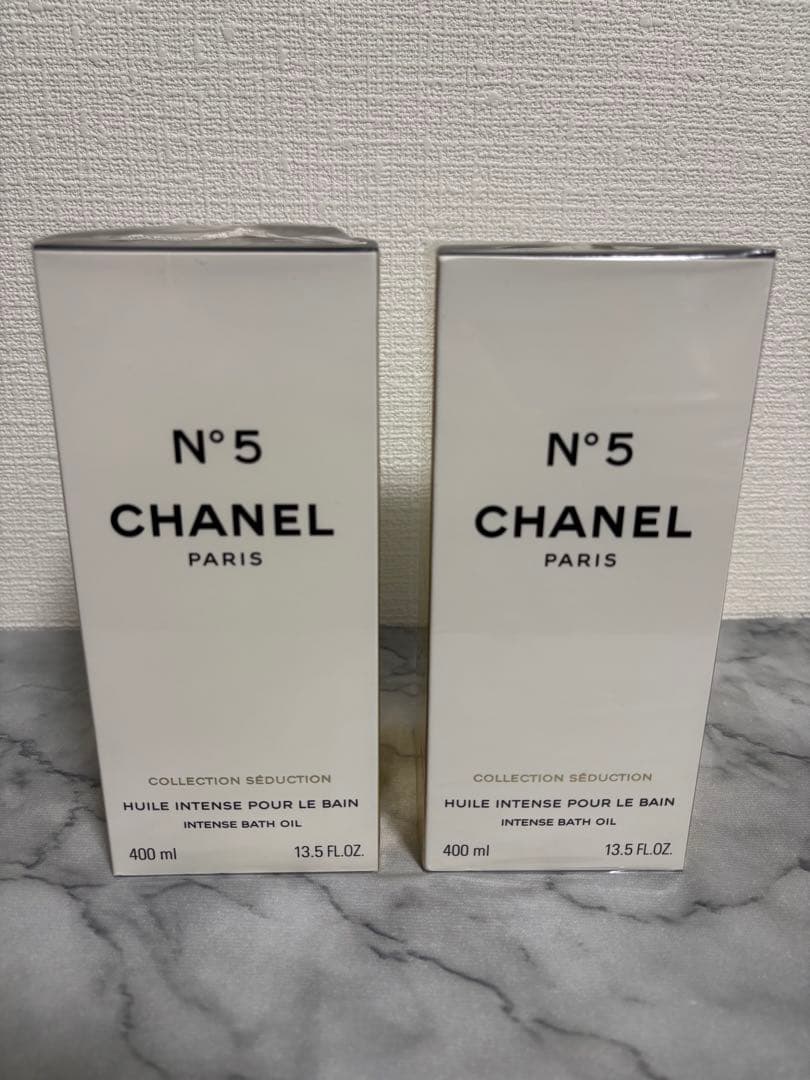 N° 5
CHANEL
PARIS
COLLECTION SÉDUCTION
HUILE INTENSE POUR LE BAIN
INTENSE BATH OIL
400 ml 13.5 FL.OZ.
N° 5
CHANEL
PARIS
COLLECTION SÉDUCTION
HUILE INTENSE POUR LE BAIN
INTENSE BATH OIL
400 ml 13.5 FL.OZ.